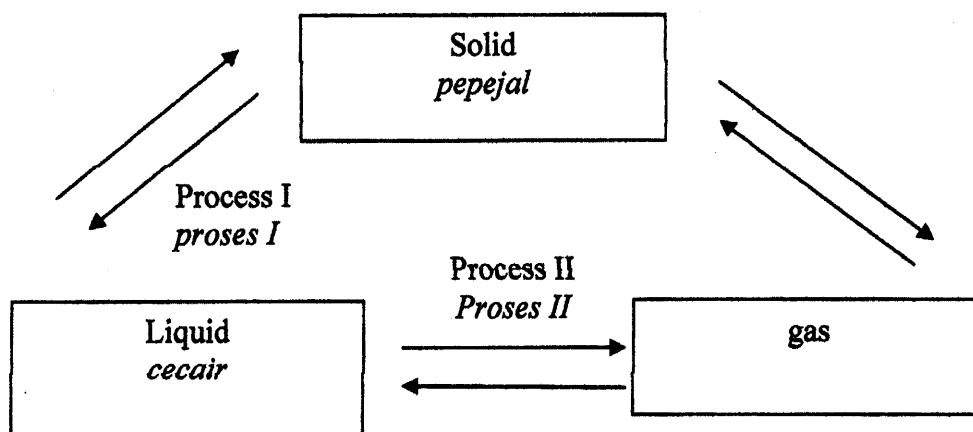 Solid
pepejal
Process I
proses I
Process II
Proses II
Liquid
cecair
gas